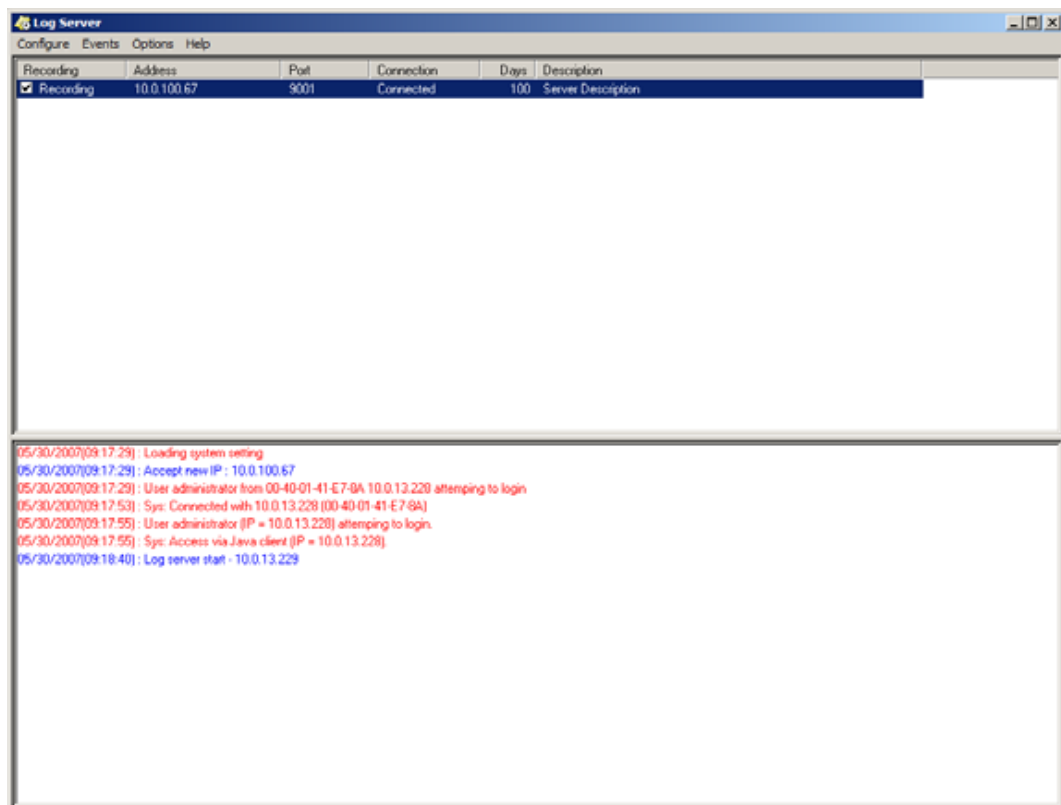 Log Server
Configure Events Options Help
Recording Address Port Connection Days Description
Recording 10.0.100.67 9001 Connected 100 Server Description
05/30/2007(09:17:29) : Loading system setting
05/30/2007(09:17:29) : Accept new IP : 10.0.100.67
05/30/2007(09:17:29) : User administrator from 00-40-01-41-E7-8A 10.0.13.228 attemping to login
05/30/2007(09:17:53) : Sys: Connected with 10.0.13.228 (00-40-01-41-E7-8A)
05/30/2007(09:17:55) : User administrator (IP = 10.0.13.228) attemping to login.
05/30/2007(09:17:55) : Sys: Access via Java client (IP = 10.0.13.228).
05/30/2007(09:18:40) : Log server start - 10.0.13.229